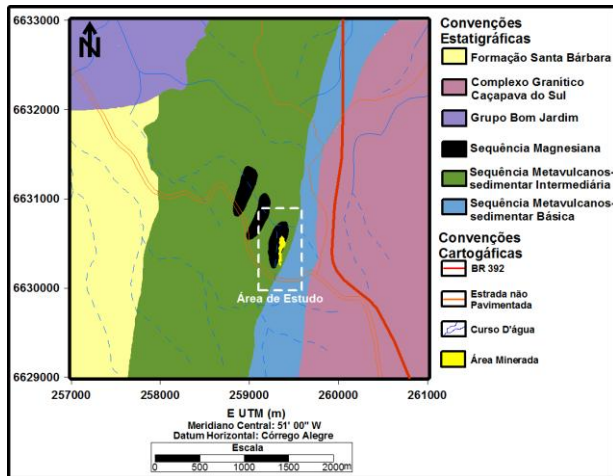 6633000
6632000
6631000
6630000
6629000
257000 258000 259000 260000 261000
N
Área de Estudo
E UTM (m)
Meridiano Central: 51' 00" W
Datum Horizontal: Córrego Alegre
Escala
0 500 1000 1500 2000m
Convenções
Estatigráficas
Formação Santa Bárbara
Complexo Granítico
Caçapava do Sul
Grupo Bom Jardim
Sequência Magnesiana
Sequência Metavulcanos-
sedimentar Intermediária
Sequência Metavulcanos-
sedimentar Básica
Convenções
Cartogáficas
BR 392
Estrada não
Pavimentada
Curso D'água
Área Minerada